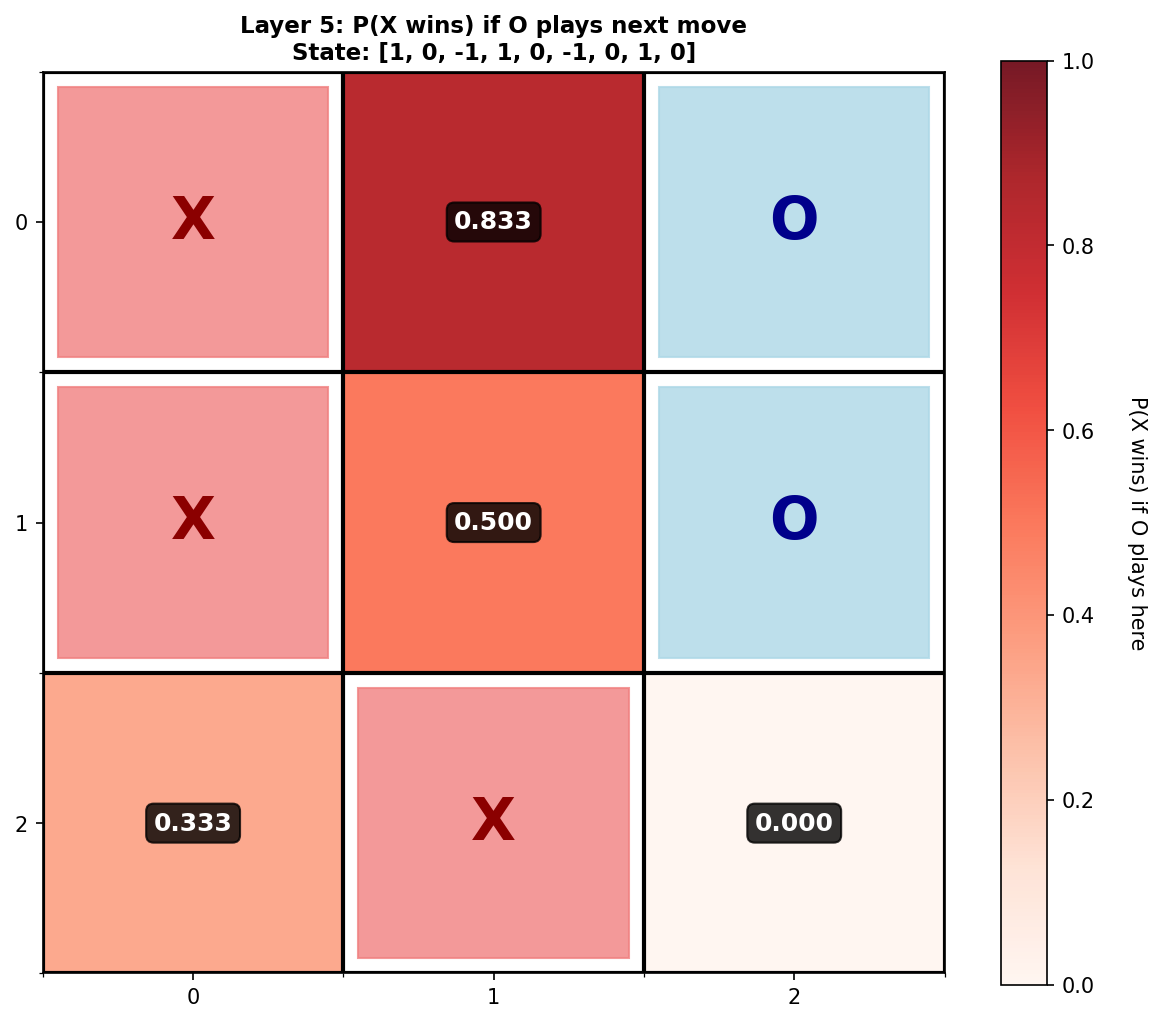 Layer 5: P(X wins) if O plays next move
State: [1, 0, -1, 1, 0, -1, 0, 1, 0]
X
0.833
O
X
0.500
O
0.333
X
0.000
0
1
2
0
1
2
1.0
0.8
0.6
0.4
0.2
0.0
P(X wins) if O plays here